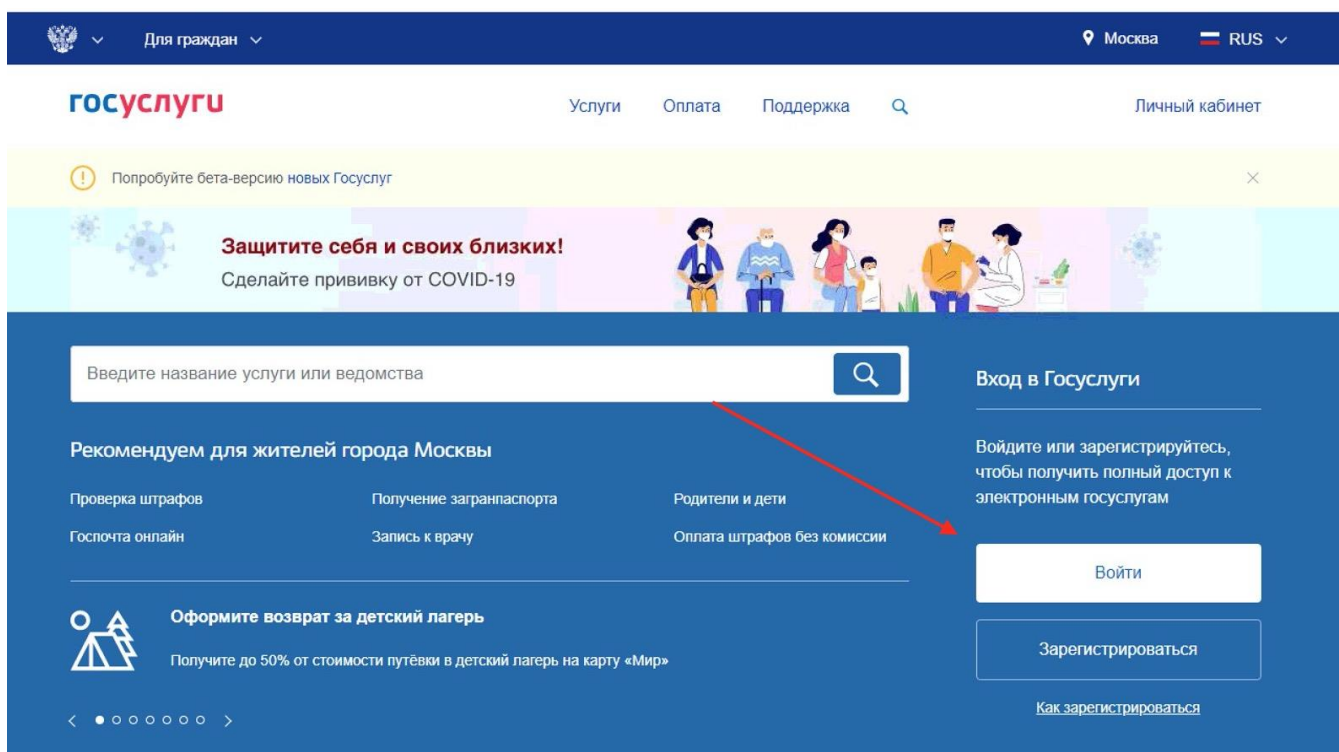 Для граждан
Москва
RUS
госуслуги
Услуги Оплата Поддержка
Личный кабинет
Попробуйте бета-версию новых Госуслуг
Защитите себя и своих близких!
Сделайте прививку от COVID-19
Введите название услуги или ведомства
Рекомендуем для жителей города Москвы
Проверка штрафов
Получение загранпаспорта
Родители и дети
Госпочта онлайн
Запись к врачу
Оплата штрафов без комиссии
Оформите возврат за детский лагерь
Получите до 50% от стоимости путёвки в детский лагерь на карту «Мир»
Вход в Госуслуги
Войдите или зарегистрируйтесь,
чтобы получить полный доступ к
электронным госуслугам
Войти
Зарегистрироваться
Как зарегистрироваться